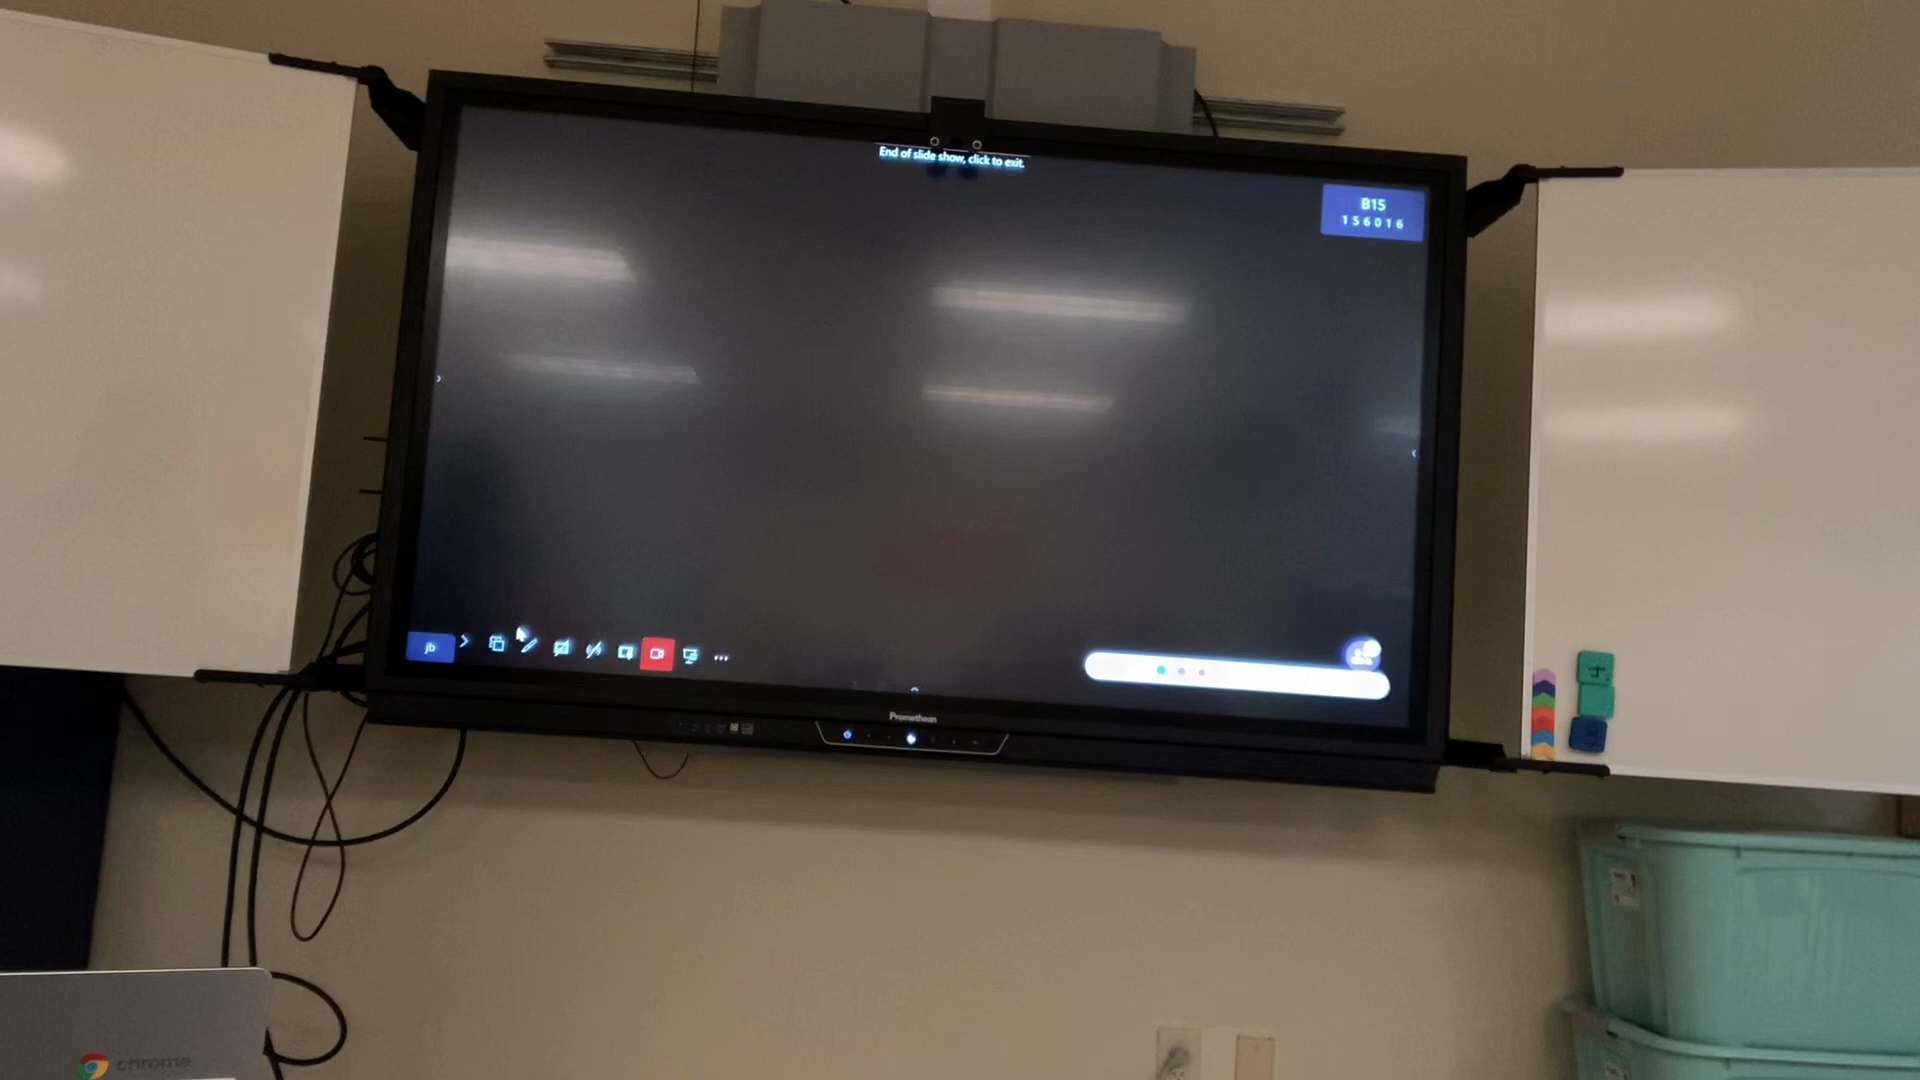 End of slide show, click to exit.
B15
156016
jb
Promethean
chrome